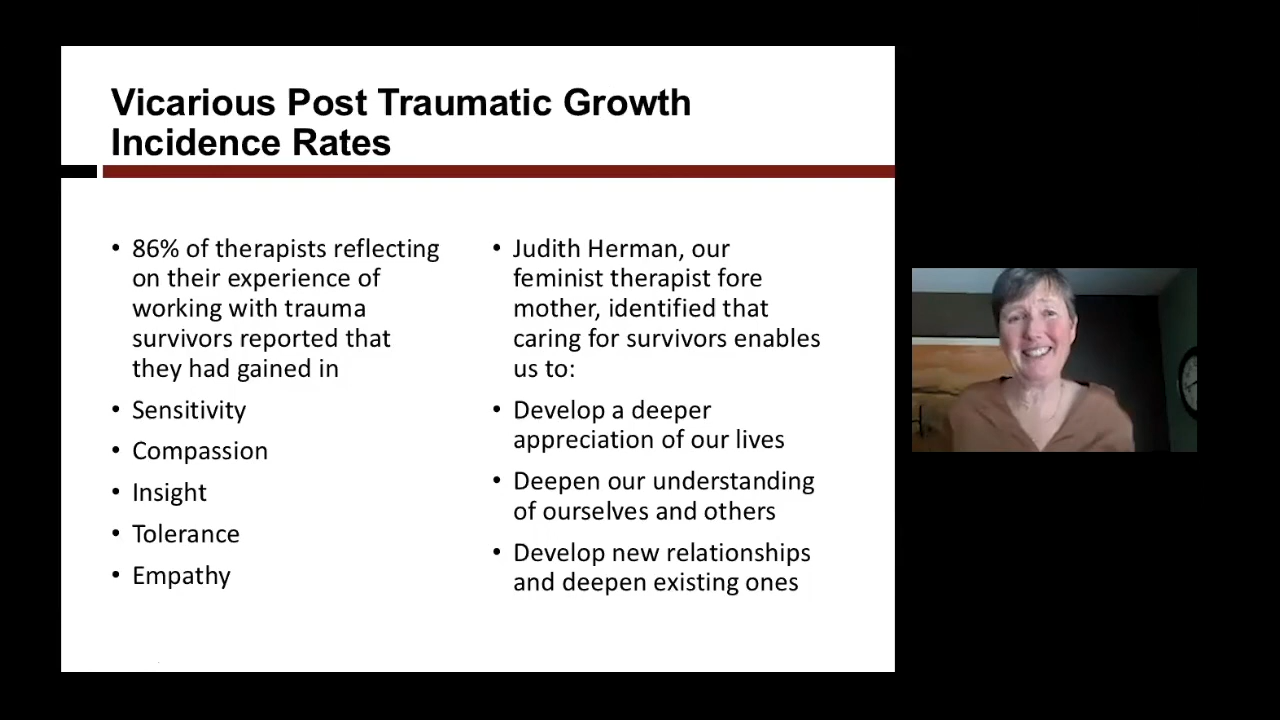 Vicarious Post Traumatic Growth
Incidence Rates
• 86% of therapists reflecting
on their experience of
working with trauma
survivors reported that
they had gained in
• Sensitivity
• Compassion
• Insight
• Tolerance
• Empathy
• Judith Herman, our
feminist therapist fore
mother, identified that
caring for survivors enables
us to:
• Develop a deeper
appreciation of our lives
• Deepen our understanding
of ourselves and others
• Develop new relationships
and deepen existing ones